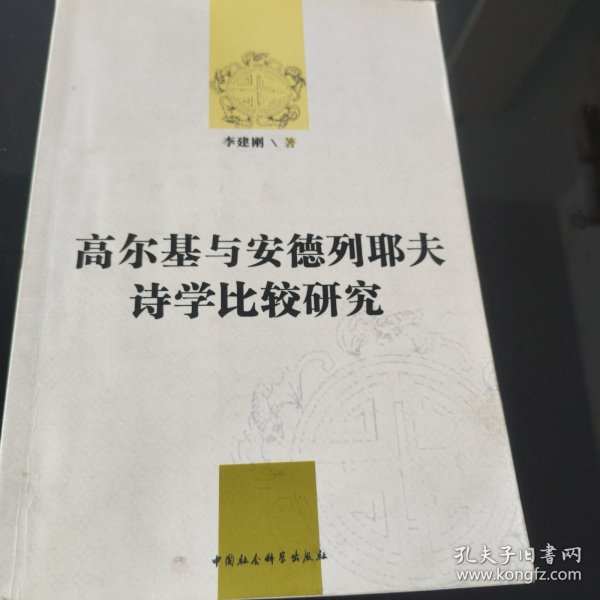 李建刚\著
高尔基与安德列耶夫
诗学比较研究
中国社会科学出版社
孔夫子旧书网
www.kongfz.com